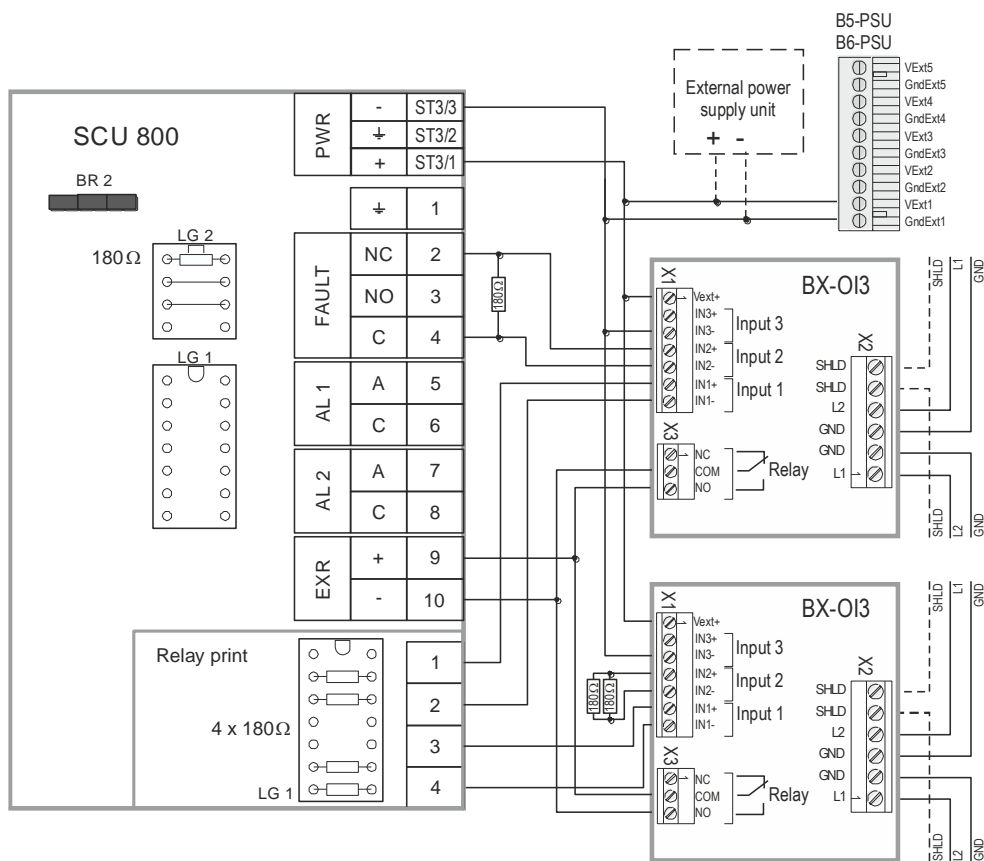 B5-PSU
B6-PSU
External power
supply unit
+ -
VExt5
GndExt5
VExt4
GndExt4
VExt3
GndExt3
VExt2
GndExt2
VExt1
GndExt1
SCU 800
BR 2
LG 2
180Ω
LG 1
PWR
- ST3/3
ST3/2
+ ST3/1
1
FAULT
NC 2
NO 3
C 4
180Ω
AL 1
A 5
C 6
AL 2
A 7
C 8
EXR
+ 9
- 10
Relay print
4 x 180Ω
LG 1
1
2
3
4
BX-OI3
X1
1 Vext+
IN3+
IN3-
Input 3
IN2+
IN2-
Input 2
IN1+
IN1-
Input 1
X3
1 NC
COM
NO
Relay
X2
SHLD
SHLD
L2
GND
GND
L1 1
SHLD
L1
GND
SHLD
L2
GND
BX-OI3
X1
1 Vext+
IN3+
IN3-
Input 3
IN2+
IN2-
Input 2
IN1+
IN1-
Input 1
180Ω
180Ω
X3
1 NC
COM
NO
Relay
X2
SHLD
SHLD
L2
GND
GND
L1 1
SHLD
L1
GND
SHLD
L2
GND